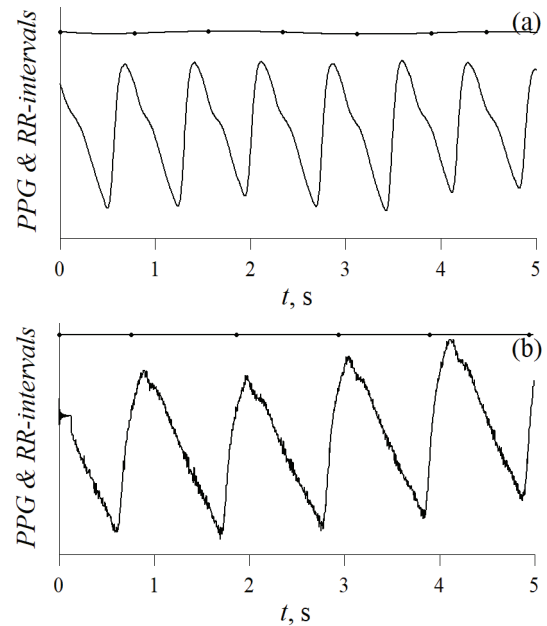 (a)
PPG & RR-intervals
0 1 2 3 4 5
t, s
(b)
PPG & RR-intervals
0 1 2 3 4 5
t, s